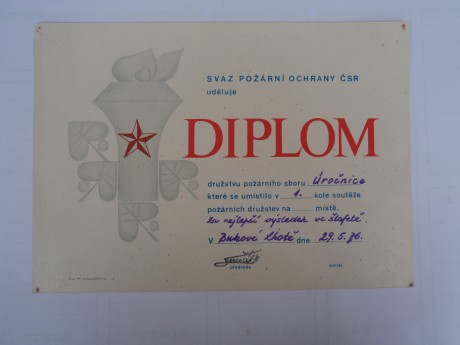 SVAZ POŽÁRNÍ OCHRANY ČSR
uděluje
DIPLOM
družstvu požárního sboru Úročnice
které se umístilo v 1. kole soutěže
požárních družstev na místě.
Za nejlepší výsledek ve štafetě.
V Bukové Lhotě dne 29.5.76.
předseda